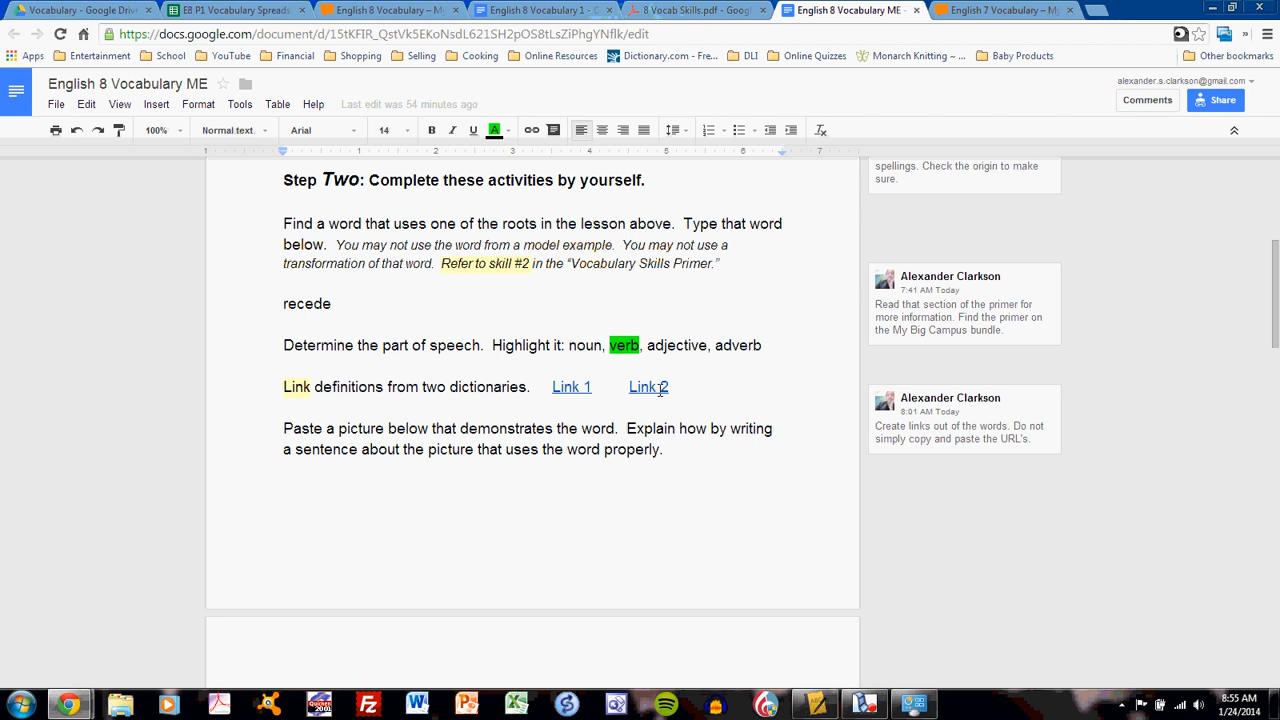 Vocabulary - Google Drive
E8 P1 Vocabulary Spreads
English 8 Vocabulary – M
English 8 Vocabulary 1 - C
8 Vocab Skills.pdf - Googl
English 8 Vocabulary ME -
English 7 Vocabulary – My
https://docs.google.com/document/d/15tKFIR_QstVk5EKoNsdL621SH2pOS8tLsZiPhgYNflk/edit
Apps
Entertainment
School
YouTube
Financial
Shopping
Selling
Cooking
Online Resources
Dictionary.com - Fre...
DLI
Online Quizzes
Monarch Knitting ~ ...
Baby Products
Other bookmarks
English 8 Vocabulary ME
alexander.s.clarkson@gmail.com
File Edit View Insert Format Tools Table Help Last edit was 54 minutes ago
Comments
Share
100% Normal text Arial 14 B I U A
1 1 2 3 4 5 6 7
spellings. Check the origin to make
sure.
Step Two: Complete these activities by yourself.
Find a word that uses one of the roots in the lesson above. Type that word
below. You may not use the word from a model example. You may not use a
transformation of that word. Refer to skill #2 in the “Vocabulary Skills Primer.”
Alexander Clarkson
7:41 AM Today
Read that section of the primer for
more information. Find the primer on
the My Big Campus bundle.
recede
Determine the part of speech. Highlight it: noun, verb, adjective, adverb
Link definitions from two dictionaries. Link 1 Link 2
Alexander Clarkson
8:01 AM Today
Create links out of the words. Do not
simply copy and paste the URL's.
Paste a picture below that demonstrates the word. Explain how by writing
a sentence about the picture that uses the word properly.
8:55 AM
1/24/2014